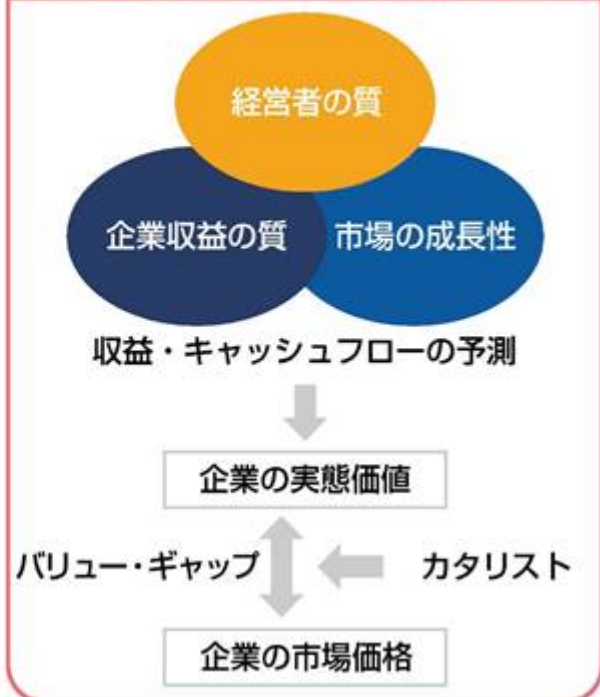 経営者の質
企業収益の質
市場の成長性
収益・キャッシュフローの予測
企業の実態価値
バリュー・ギャップ
カタリスト
企業の市場価格